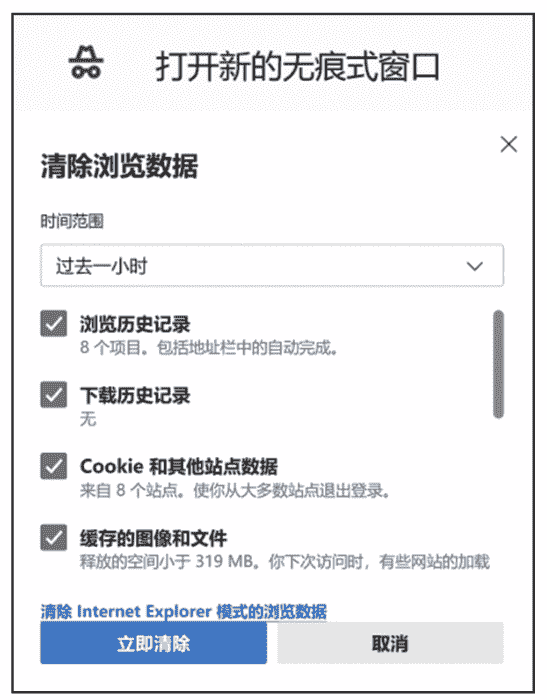 打开新的无痕式窗口
清除浏览数据
时间范围
过去一小时
浏览历史记录
8 个项目。包括地址栏中的自动完成。
下载历史记录
无
Cookie 和其他站点数据
来自 8 个站点。使你从大多数站点退出登录。
缓存的图像和文件
释放的空间小于 319 MB。你下次访问时，有些网站的加载
清除 Internet Explorer 模式的浏览数据
立即清除
取消